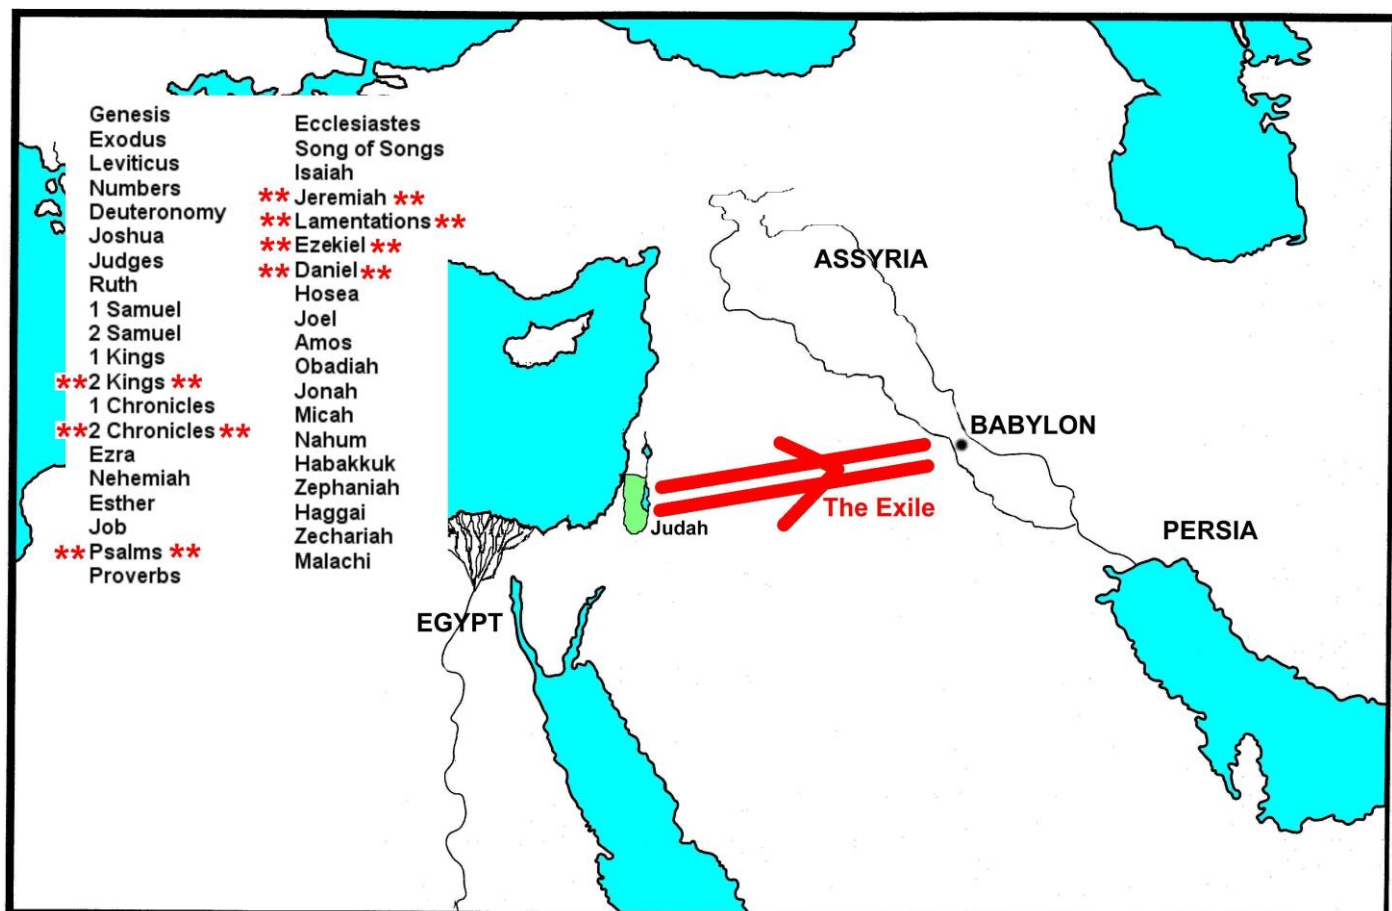 Genesis
Exodus
Leviticus
Numbers
Deuteronomy
Joshua
Judges
Ruth
1 Samuel
2 Samuel
1 Kings
**2 Kings **
1 Chronicles
**2 Chronicles **
Ezra
Nehemiah
Esther
Job
**Psalms **
Proverbs
Ecclesiastes
Song of Songs
Isaiah
**Jeremiah **
**Lamentations **
**Ezekiel **
**Daniel **
Hosea
Joel
Amos
Obadiah
Jonah
Micah
Nahum
Habakkuk
Zephaniah
Haggai
Zechariah
Malachi
ASSYRIA
BABYLON
The Exile
Judah
PERSIA
EGYPT